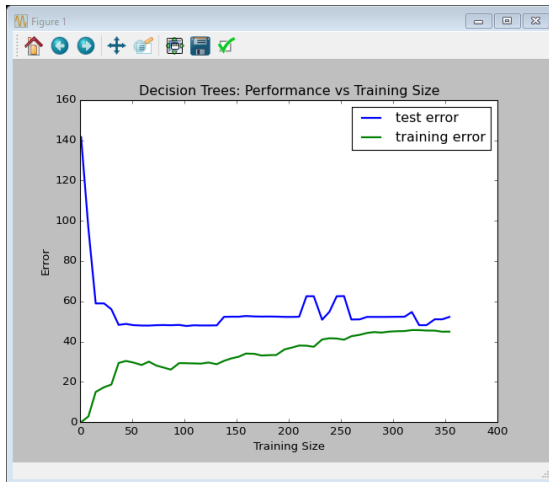 Figure 1
Decision Trees: Performance vs Training Size
160
140
120
100
80
60
40
20
0
Error
test error
training error
0 50 100 150 200 250 300 350 400
Training Size